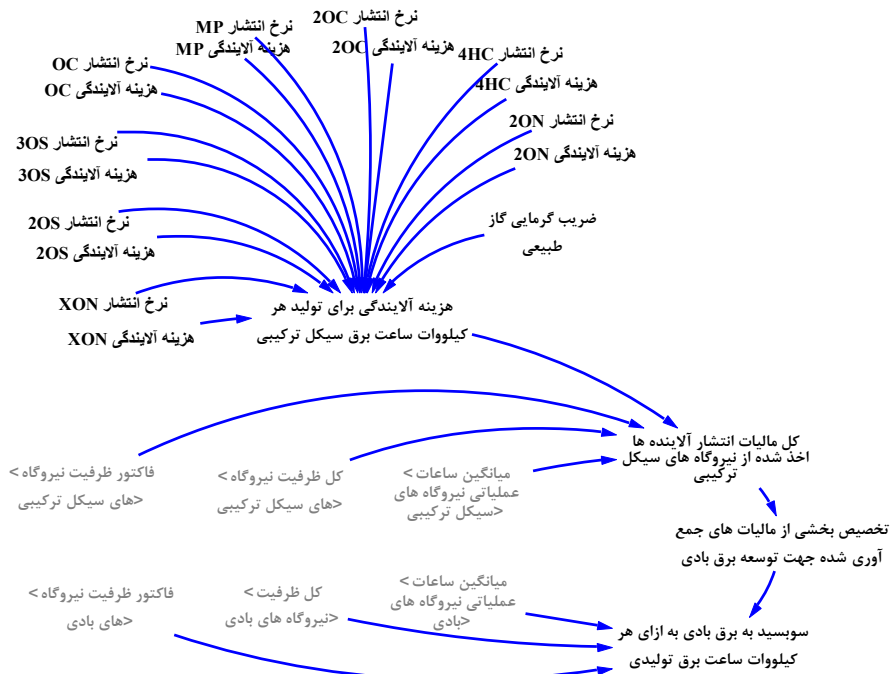 نرخ انتشار 2OC
هزینه آلایندگی 2OC
نرخ انتشار MP
هزینه آلایندگی MP
نرخ انتشار 4HC
هزینه آلایندگی 4HC
نرخ انتشار OC
هزینه آلایندگی OC
نرخ انتشار 2ON
هزینه آلایندگی 2ON
نرخ انتشار 3OS
هزینه آلایندگی 3OS
ضریب گرمایی گاز
طبیعی
نرخ انتشار 2OS
هزینه آلایندگی 2OS
نرخ انتشار XON
هزینه آلایندگی XON
هزینه آلایندگی برای تولید هر
کیلووات ساعت برق سیکل ترکیبی
کل مالیات انتشار آلاینده ها
اخذ شده از نیروگاه های سیکل
ترکیبی
میانگین ساعات >
عملیاتی نیروگاه های
<سیکل ترکیبی
کل ظرفیت نیروگاه >
<های سیکل ترکیبی
فاکتور ظرفیت نیروگاه >
<های سیکل ترکیبی
تخصیص بخشی از مالیات های جمع
آوری شده جهت توسعه برق بادی
میانگین ساعات >
عملیاتی نیروگاه های
<بادی
کل ظرفیت >
<نیروگاه های بادی
فاکتور ظرفیت نیروگاه >
<های بادی
سوبسید به برق بادی به ازای هر
کیلووات ساعت برق تولیدی